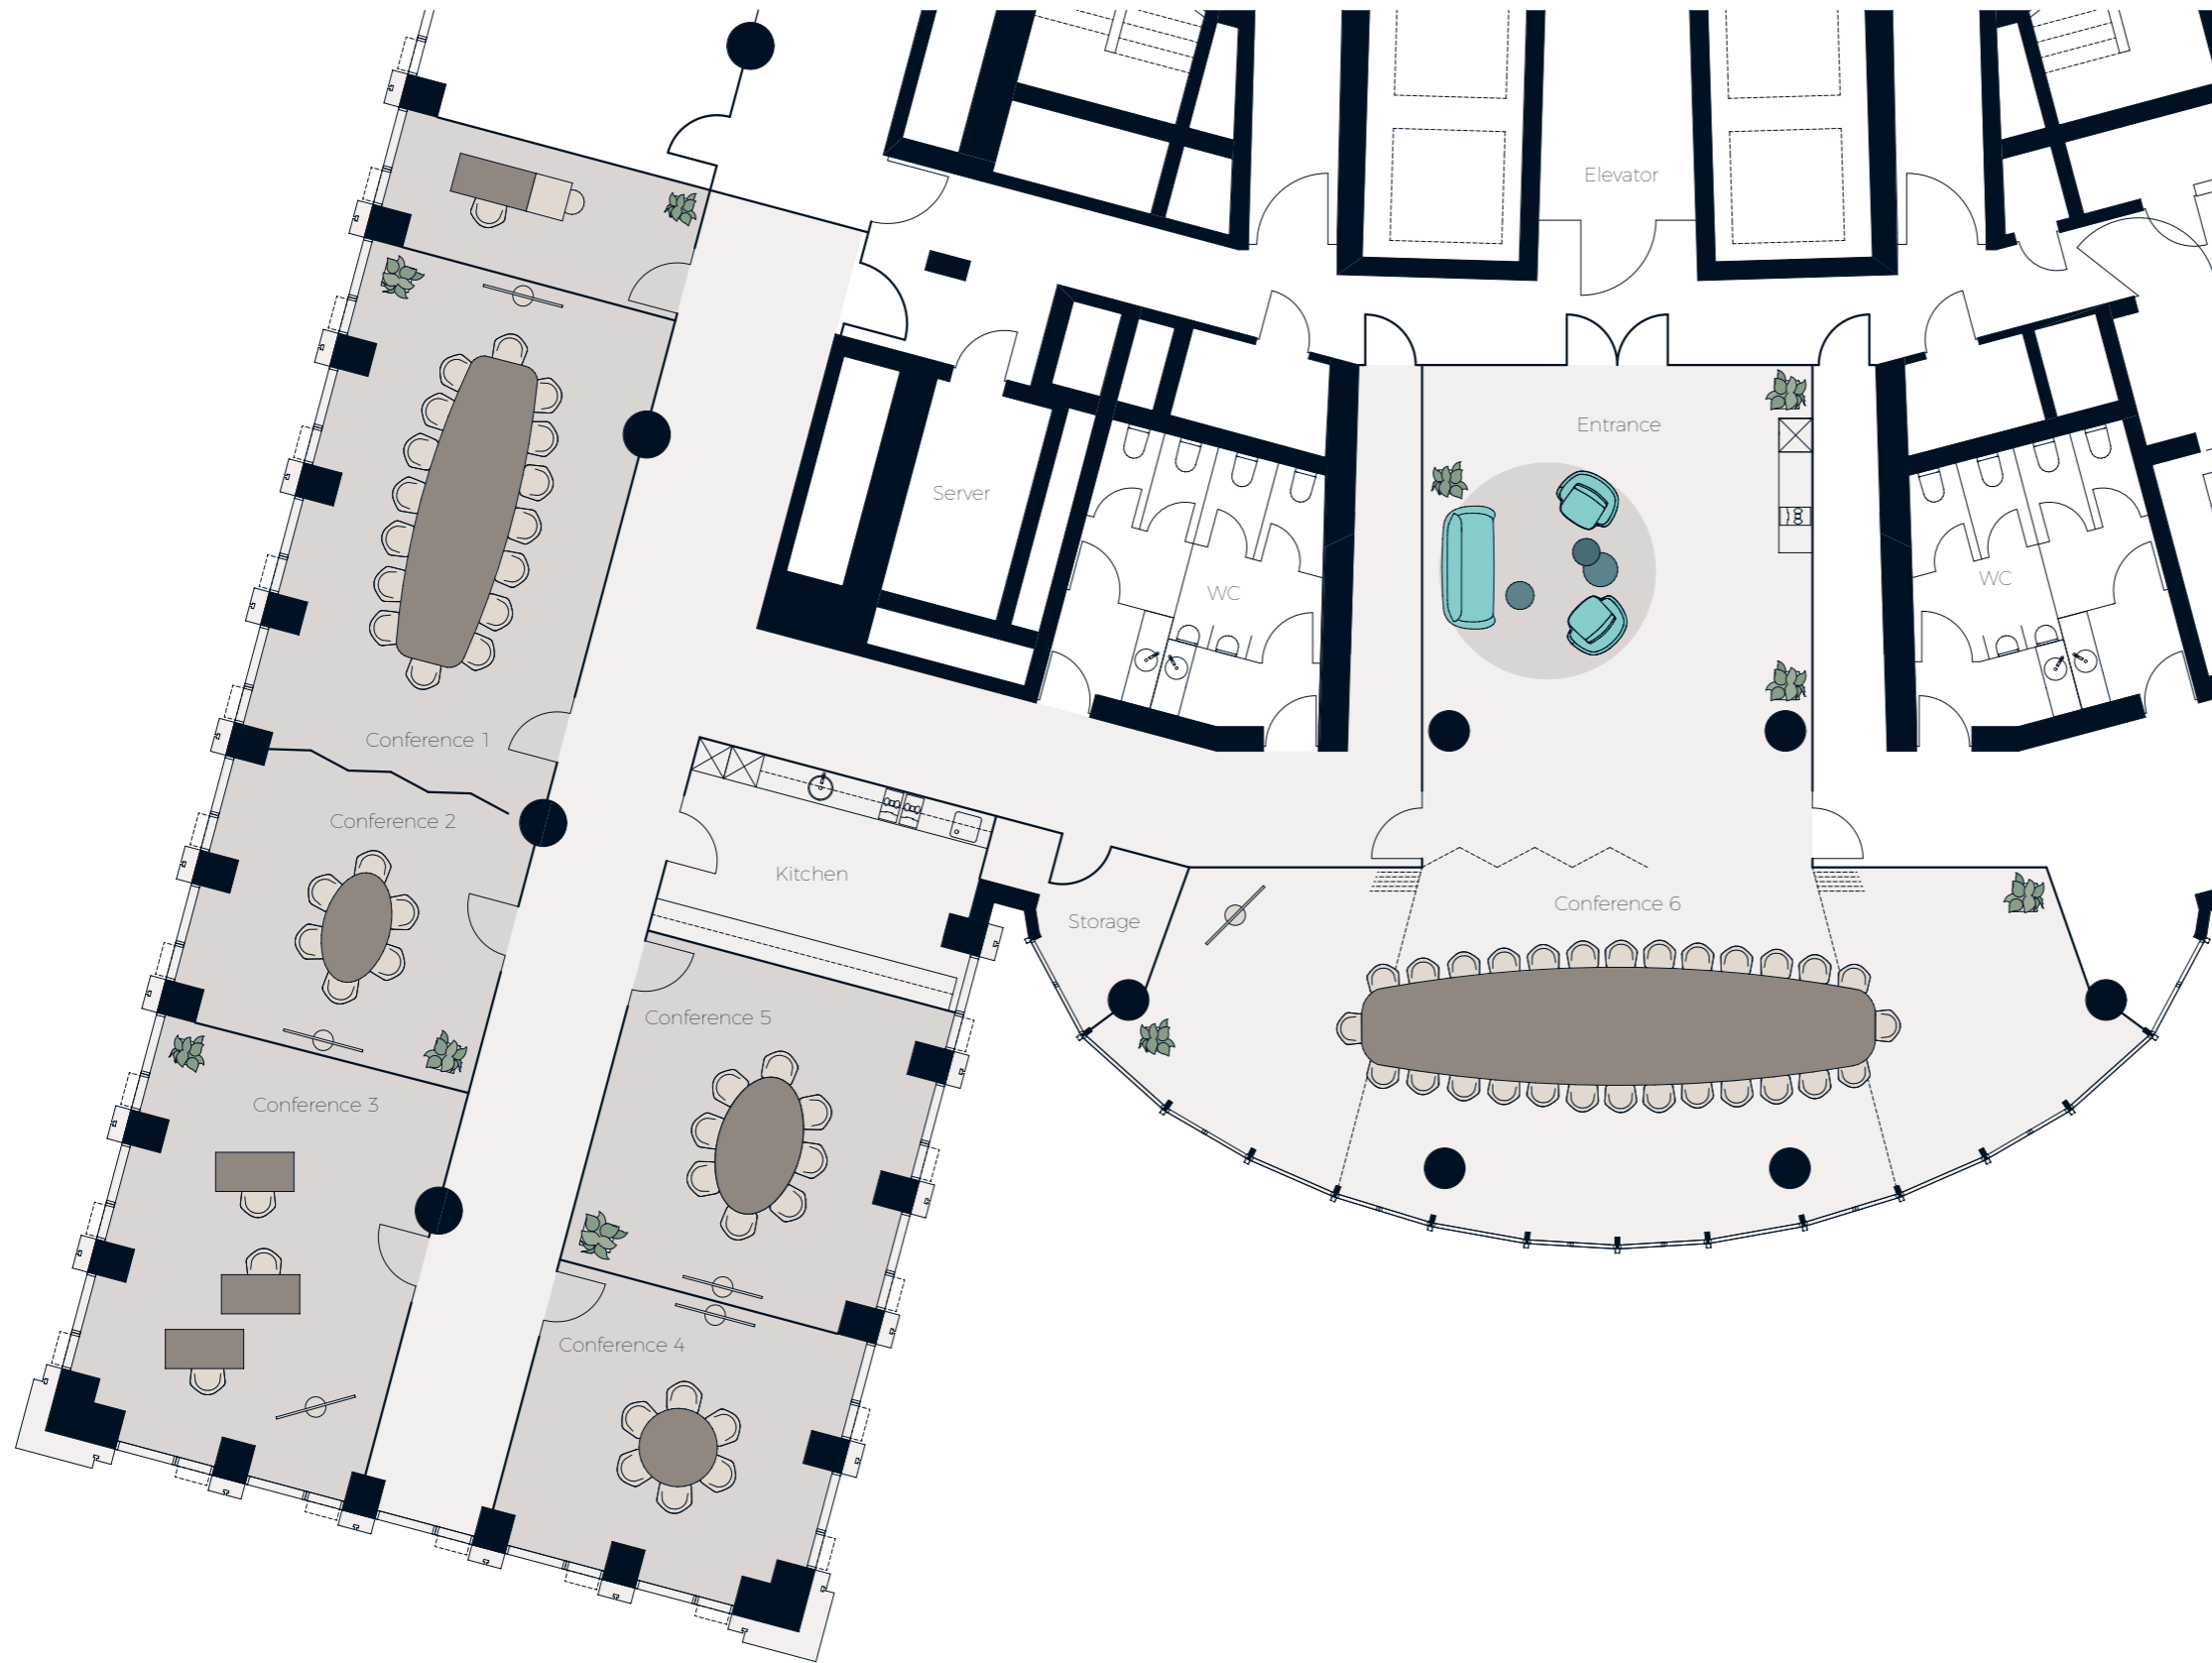 Elevator
Entrance
Server
WC
WC
Conference 1
Conference 2
Kitchen
Storage
Conference 6
Conference 5
Conference 3
Conference 4